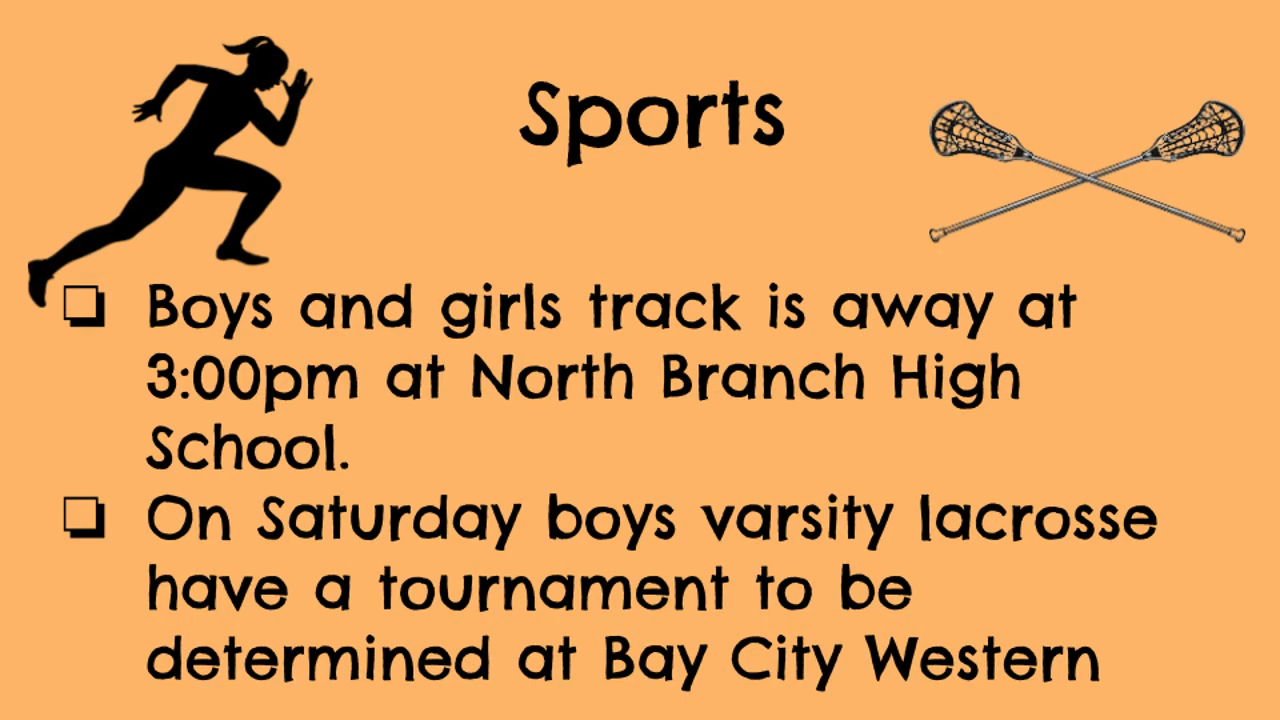 Sports
❏ Boys and girls track is away at
3:00pm at North Branch High
School.
❏ On Saturday boys varsity lacrosse
have a tournament to be
determined at Bay City Western